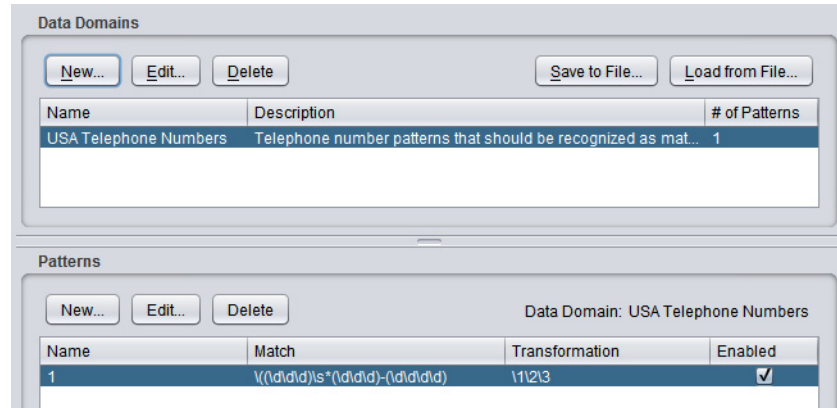 Data Domains
New... Edit... Delete Save to File... Load from File...
Name Description # of Patterns
USA Telephone Numbers Telephone number patterns that should be recognized as mat... 1
Patterns
New... Edit... Delete Data Domain: USA Telephone Numbers
Name Match Transformation Enabled
1 \((\d\d\d)\s*(\d\d\d)-(\d\d\d\d) \1\2\3